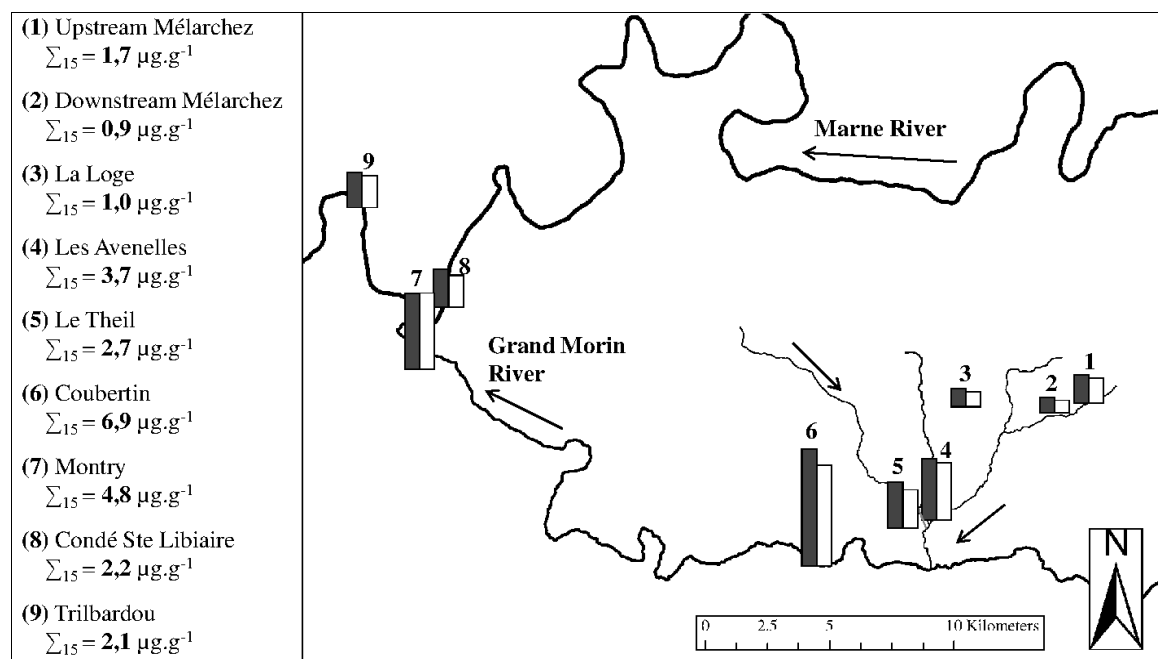 (1) Upstream Mélarchez
∑15 = 1,7 µg.g-1
(2) Downstream Mélarchez
∑15 = 0,9 µg.g-1
(3) La Loge
∑15 = 1,0 µg.g-1
(4) Les Avenelles
∑15 = 3,7 µg.g-1
(5) Le Theil
∑15 = 2,7 µg.g-1
(6) Coubertin
∑15 = 6,9 µg.g-1
(7) Montry
∑15 = 4,8 µg.g-1
(8) Condé Ste Libiaire
∑15 = 2,2 µg.g-1
(9) Trilbardou
∑15 = 2,1 µg.g-1
Marne River
9
8
7
Grand Morin
River
1
2
3
6
5
4
N
0 2.5 5 10 Kilometers